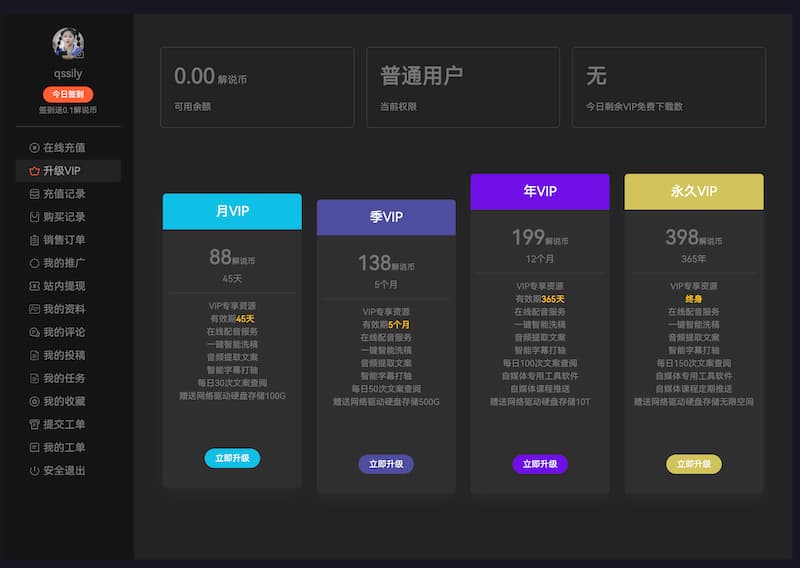 qssily
今日签到
签到送0.1解说币
在线充值
升级VIP
充值记录
购买记录
销售订单
我的推广
站内提现
我的资料
我的评论
我的投稿
我的任务
我的收藏
提交工单
我的工单
安全退出
0.00 解说币
可用余额
普通用户
当前权限
无
今日剩余VIP免费下载数
月VIP
88解说币
45天
VIP专享资源
有效期45天
在线配音服务
一键智能洗稿
音频提取文案
智能字幕打轴
每日30次文案查阅
赠送网络驱动硬盘存储100G
立即升级
季VIP
138解说币
5个月
VIP专享资源
有效期5个月
在线配音服务
一键智能洗稿
音频提取文案
智能字幕打轴
每日50次文案查阅
赠送网络驱动硬盘存储500G
立即升级
年VIP
199解说币
12个月
VIP专享资源
有效期365天
在线配音服务
一键智能洗稿
音频提取文案
智能字幕打轴
每日100次文案查阅
自媒体专用工具软件
自媒体课程推送
赠送网络驱动硬盘存储10T
立即升级
永久VIP
398解说币
365年
VIP专享资源
终身
在线配音服务
一键智能洗稿
音频提取文案
智能字幕打轴
每日150次文案查阅
自媒体专用工具软件
自媒体课程定期推送
赠送网络驱动硬盘存储无限空间
立即升级